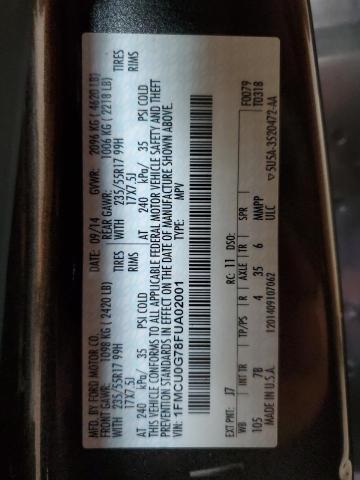 MFD. BY FORD MOTOR CO.
DATE: 09/14 GVWR: 2096 KG (4620 LB)
FRONT GAWR: 1098 KG (2420 LB) REAR GAWR: 1006 KG (2218 LB)
WITH 235/55R17 99H TIRES WITH 235/55R17 99H TIRES
17X7.5J RIMS 17X7.5J RIMS
AT 240 kPa/ 35 PSI COLD AT 240 kPa/ 35 PSI COLD
THIS VEHICLE CONFORMS TO ALL APPLICABLE FEDERAL MOTOR VEHICLE SAFETY AND THEFT
PREVENTION STANDARDS IN EFFECT ON THE DATE OF MANUFACTURE SHOWN ABOVE.
VIN: 1FMCU0G78FUA02001 TYPE: MPV
F0079
T0318
EXT PNT: J7 RC: 11 DSO:
WB INT TR TP/PS R AXLE TR SPR
105 7B 4 35 6 MMPP ULC
MADE IN U.S.A. 1201409107062 ▽5U5A-3520472-AA